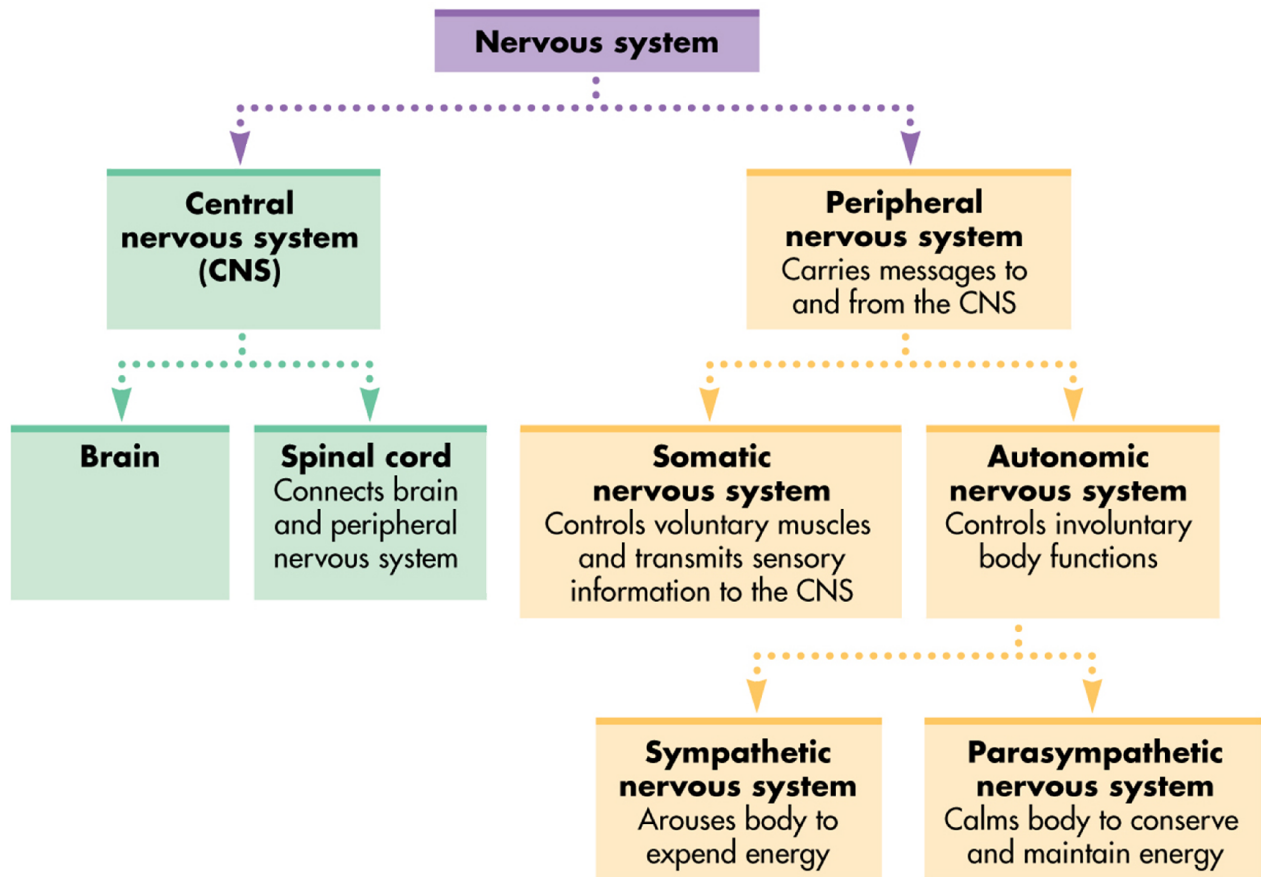 Nervous system
Central
nervous system
(CNS)
Peripheral
nervous system
Carries messages to
and from the CNS
Brain
Spinal cord
Connects brain
and peripheral
nervous system
Somatic
nervous system
Controls voluntary muscles
and transmits sensory
information to the CNS
Autonomic
nervous system
Controls involuntary
body functions
Sympathetic
nervous system
Arouses body to
expend energy
Parasympathetic
nervous system
Calms body to conserve
and maintain energy